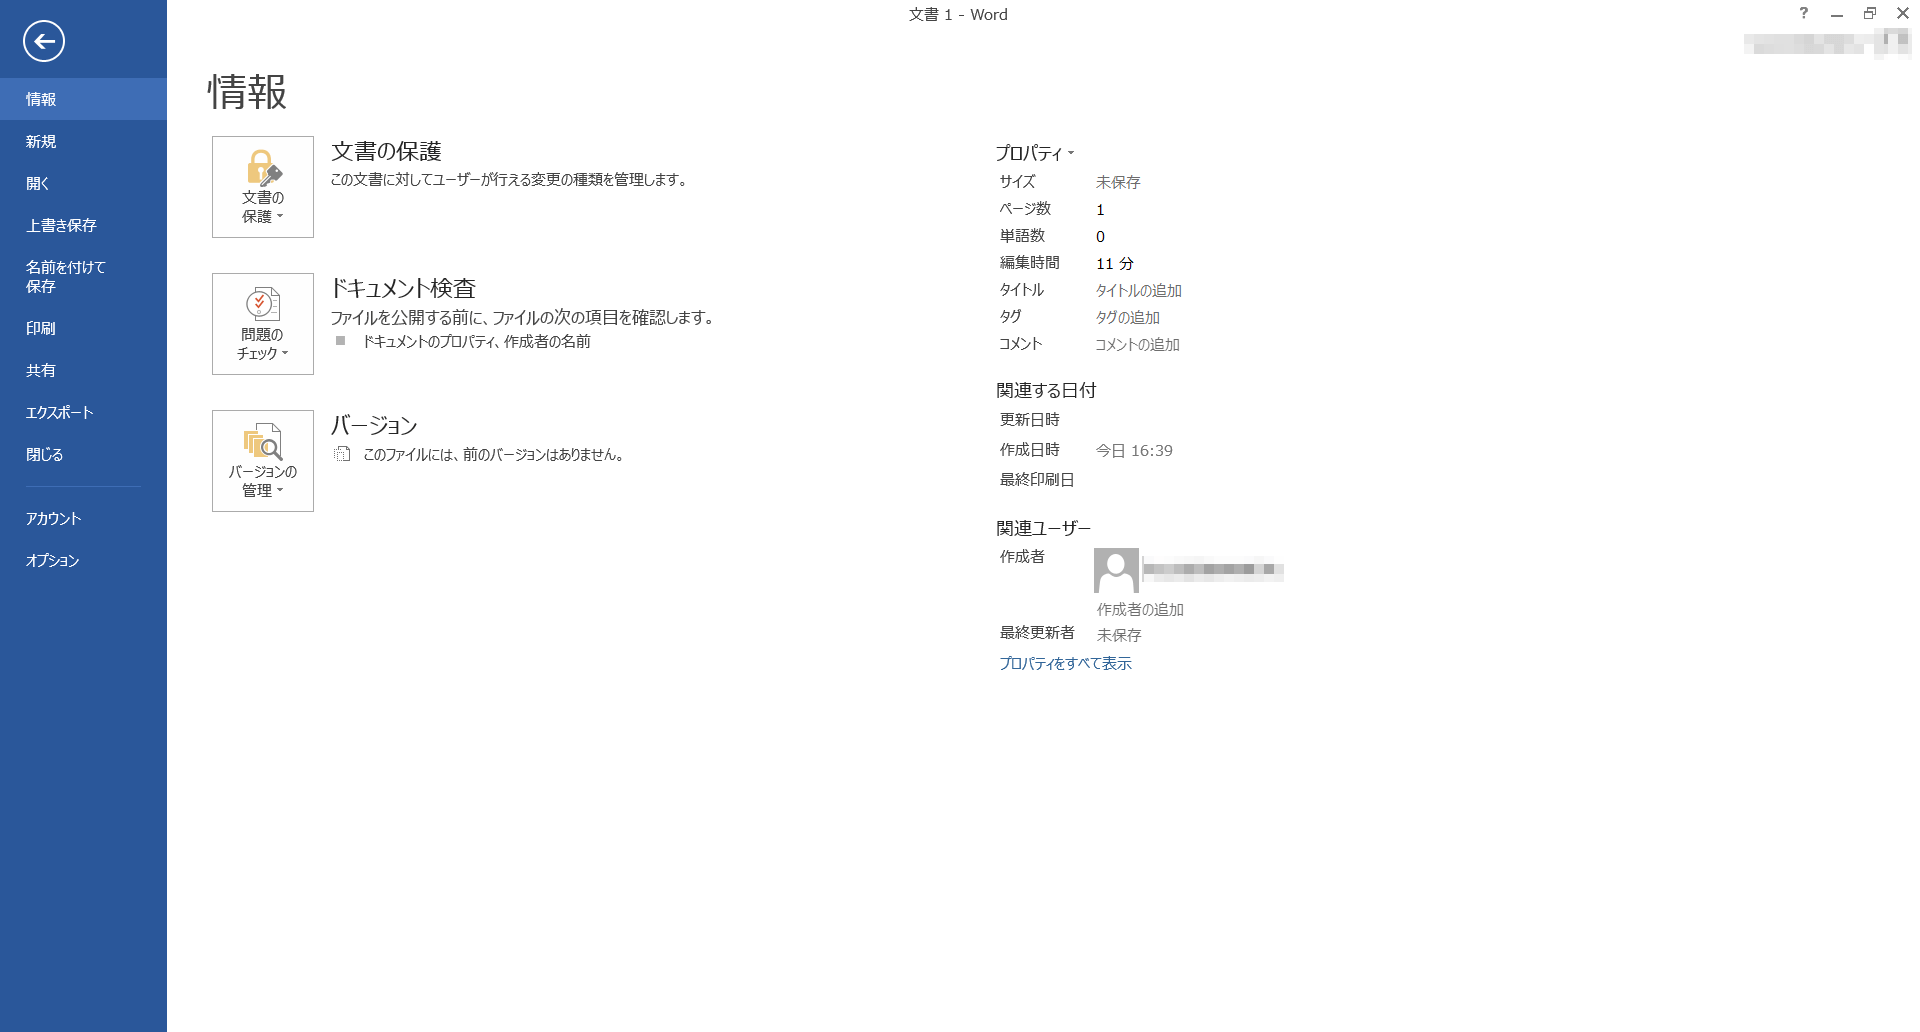 文書 1 - Word
?
情報
新規
開く
上書き保存
名前を付けて
保存
印刷
共有
エクスポート
閉じる
アカウント
オプション
情報
文書の
保護
文書の保護
この文書に対してユーザーが行える変更の種類を管理します。
問題の
チェック
ドキュメント検査
ファイルを公開する前に、ファイルの次の項目を確認します。
ドキュメントのプロパティ、作成者の名前
バージョンの
管理
バージョン
このファイルには、前のバージョンはありません。
プロパティ
サイズ 未保存
ページ数 1
単語数 0
編集時間 11 分
タイトル タイトルの追加
タグ タグの追加
コメント コメントの追加
関連する日付
更新日時
作成日時 今日 16:39
最終印刷日
関連ユーザー
作成者
作成者の追加
最終更新者 未保存
プロパティをすべて表示